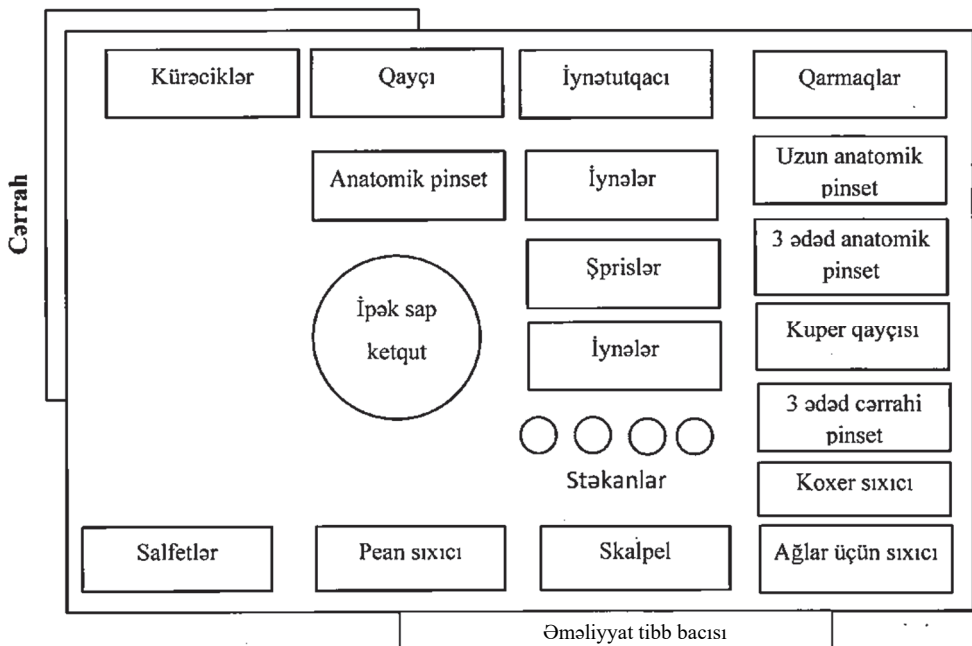 Kürəciklər
Qayçı
İynətutqacı
Qarmaqlar
Cərrah
Anatomik pinset
İynələr
Uzun anatomik
pinset
Şprislər
3 ədəd anatomik
pinset
İpək sap
ketqut
İynələr
Kuper qayçısı
3 ədəd cərrahi
pinset
Stəkanlar
Koxer sıxıcı
Salfetlər
Pean sıxıcı
Skalpel
Ağlar üçün sıxıcı
Əməliyyat tibb bacısı